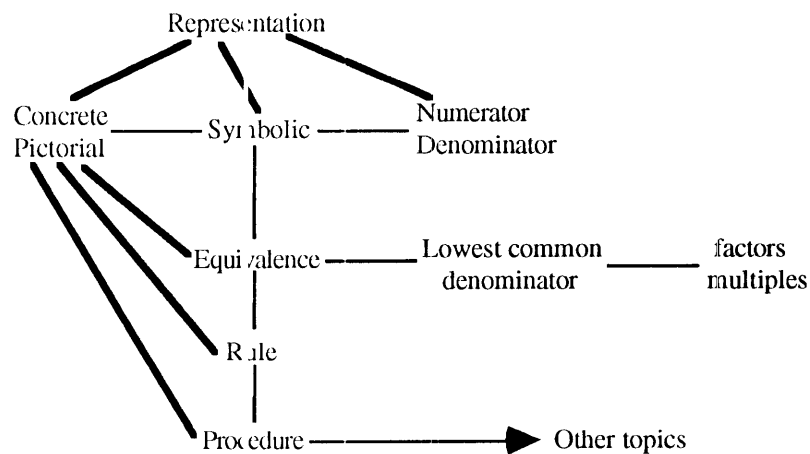 Representation
Concrete
Pictorial
Symbolic
Numerator
Denominator
Equivalence
Lowest common
denominator
factors
multiples
Rule
Procedure
Other topics